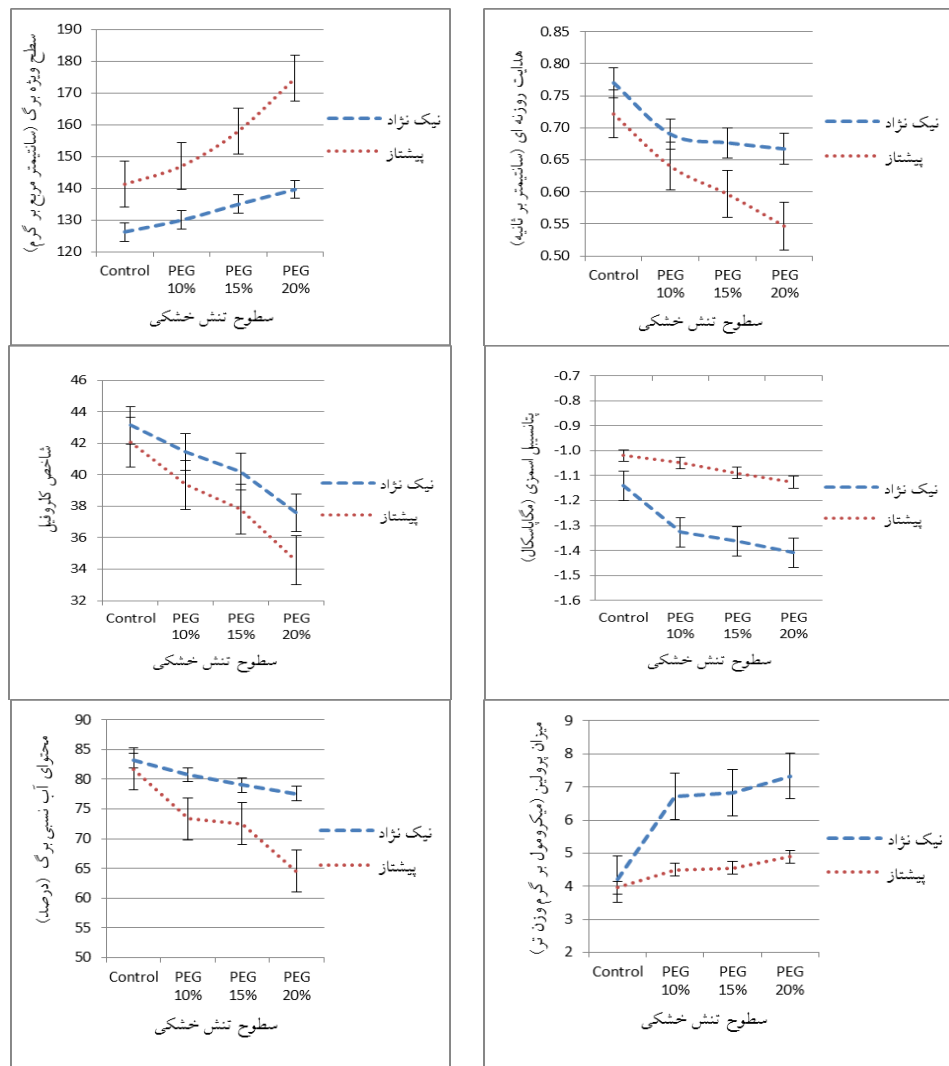 سطح ویژه برگ (سانتیمتر مربع بر گرم)
190
180
170
160
150
140
130
120
Control PEG 10% PEG 15% PEG 20%
سطوح تنش خشکی
نیک نژاد
پیشتاز
هدایت روزنه ای (سانتیمتر بر ثانیه)
0.85
0.80
0.75
0.70
0.65
0.60
0.55
0.50
Control PEG 10% PEG 15% PEG 20%
سطوح تنش خشکی
نیک نژاد
پیشتاز
شاخص کلروفیل
46
44
42
40
38
36
34
32
Control PEG 10% PEG 15% PEG 20%
سطوح تنش خشکی
نیک نژاد
پیشتاز
پتانسییل اسمزی (مگاپاسکال)
-0.7
-0.8
-0.9
-1.0
-1.1
-1.2
-1.3
-1.4
-1.5
-1.6
Control PEG 10% PEG 15% PEG 20%
سطوح تنش خشکی
نیک نژاد
پیشتاز
محتوای آب نسبی برگ (درصد)
90
85
80
75
70
65
60
55
50
Control PEG 10% PEG 15% PEG 20%
سطوح تنش خشکی
نیک نژاد
پیشتاز
میزان پرولین (میکرومول بر گرم وزن تر)
9
8
7
6
5
4
3
2
Control PEG 10% PEG 15% PEG 20%
سطوح تنش خشکی
نیک نژاد
پیشتاز